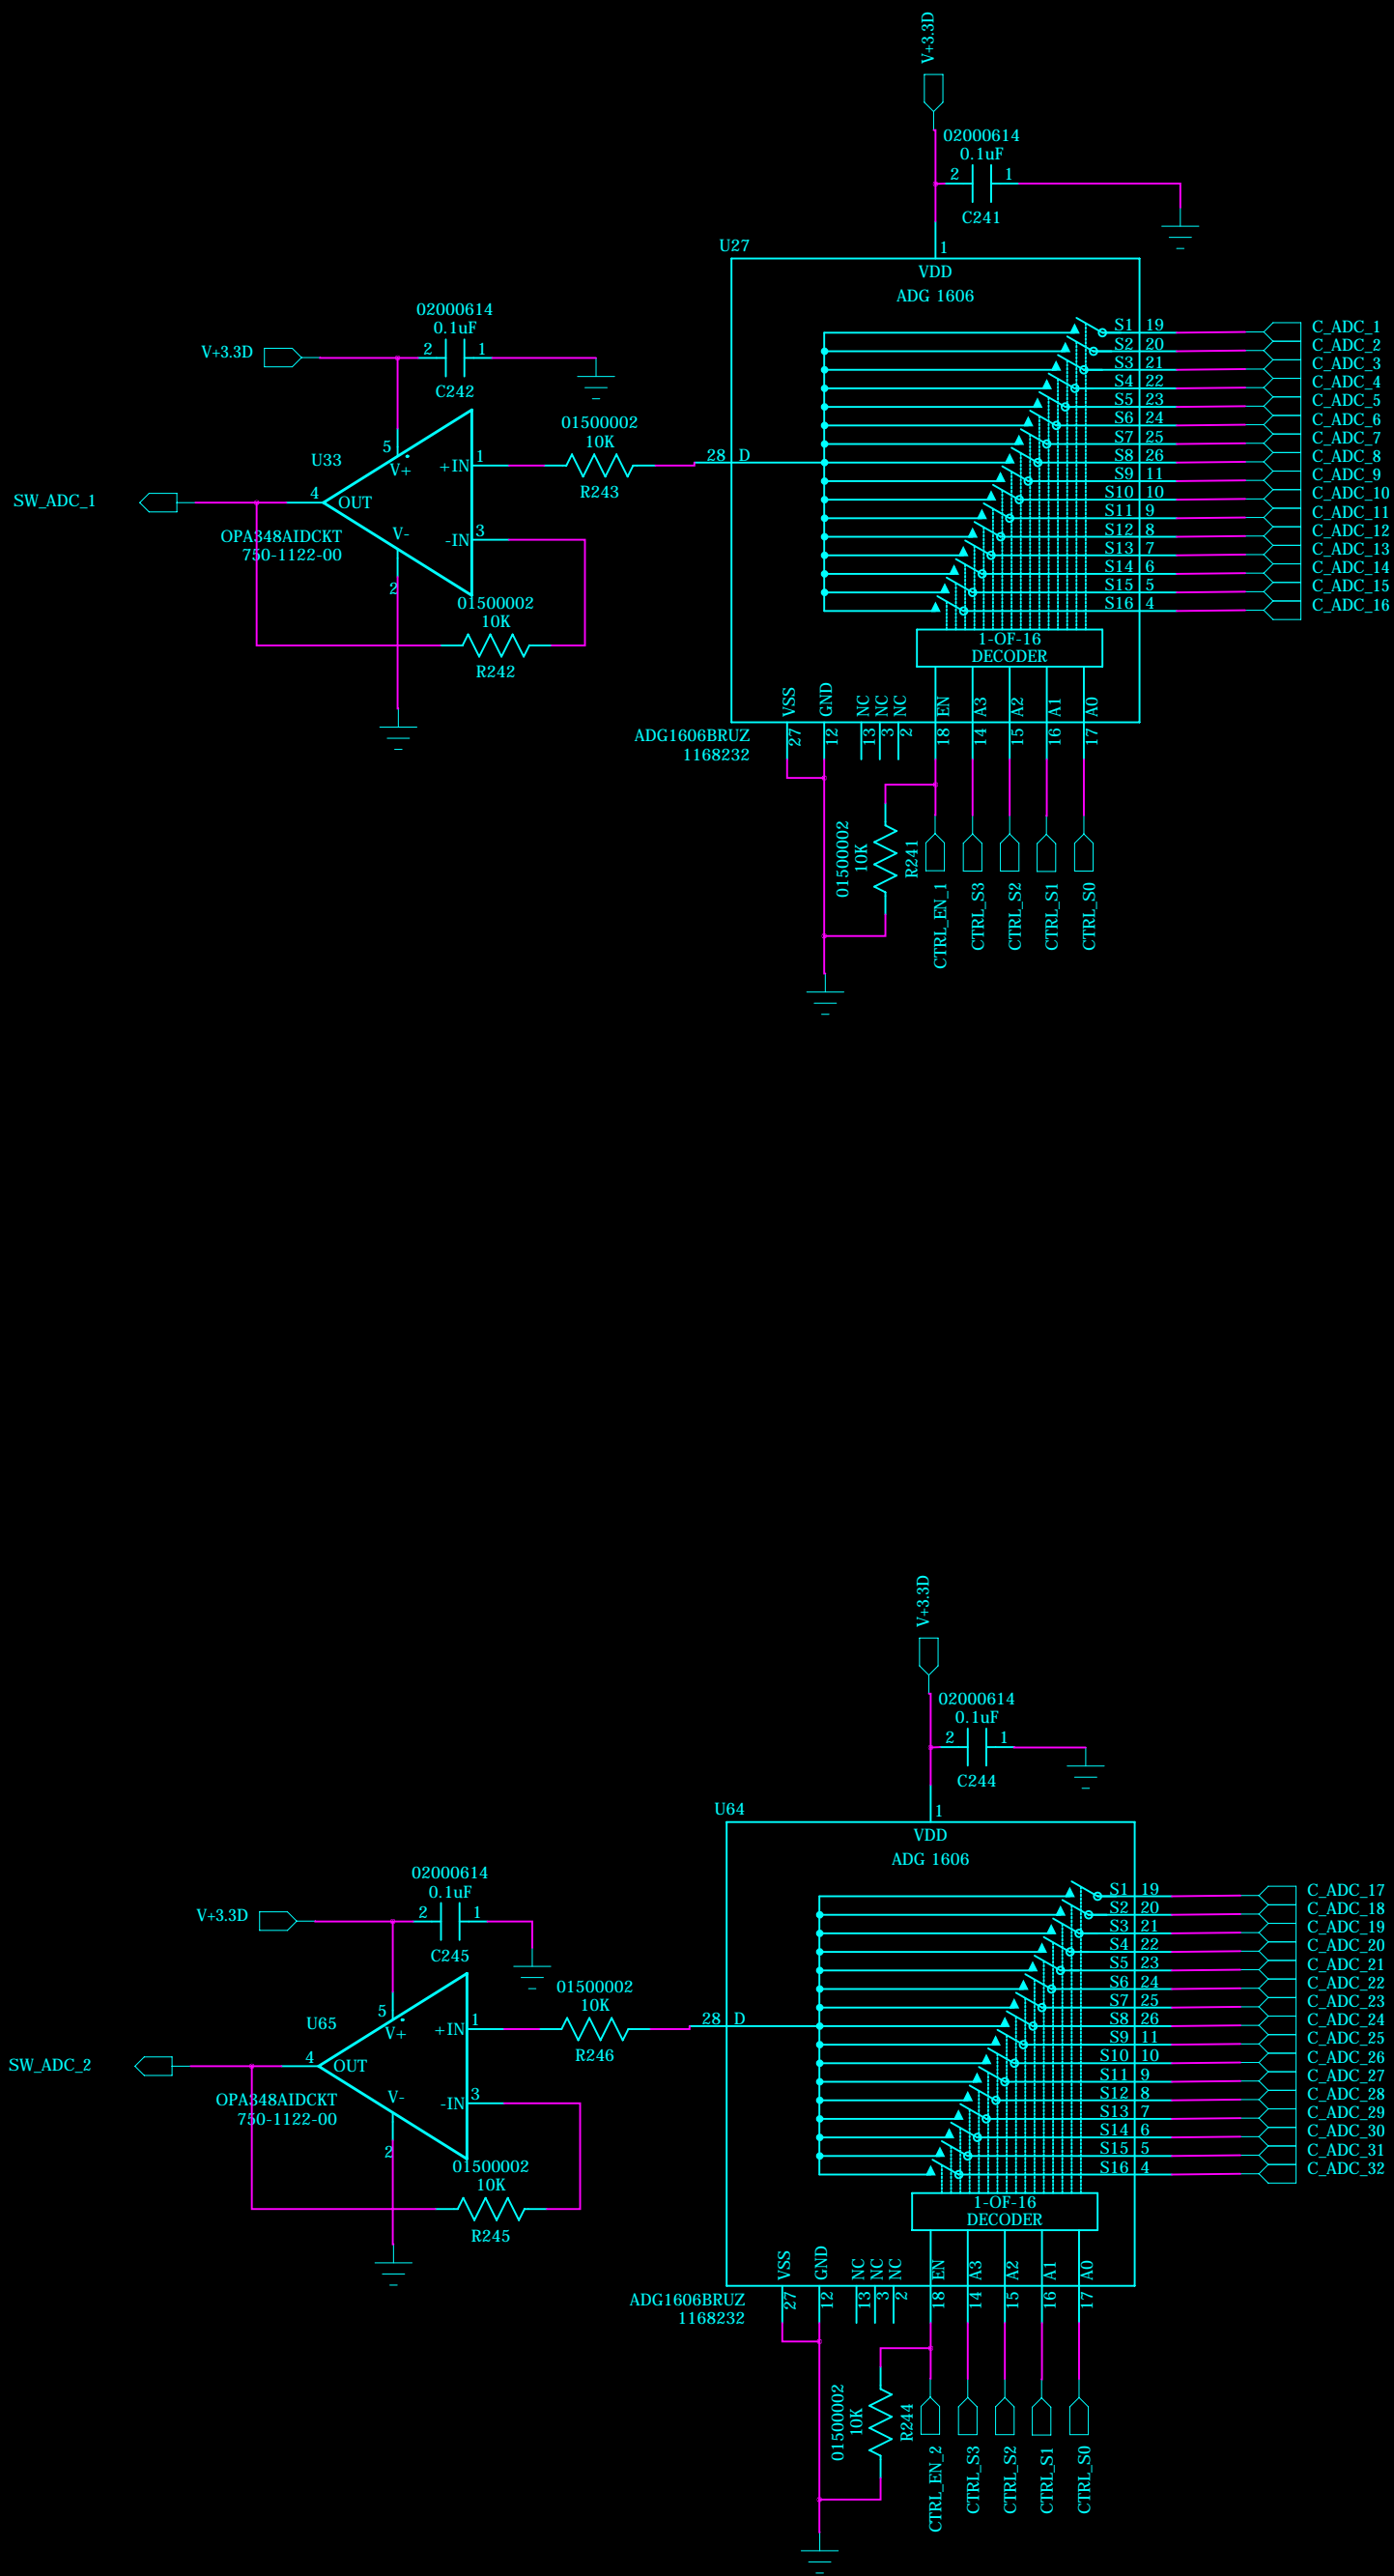 V+3.3D
02000614
0.1uF
2 1
C241
U27
1
VDD
ADG 1606
02000614
0.1uF
V+3.3D
2 1
C242
S1 19 C_ADC_1
S2 20 C_ADC_2
S3 21 C_ADC_3
S4 22 C_ADC_4
S5 23 C_ADC_5
S6 24 C_ADC_6
S7 25 C_ADC_7
S8 26 C_ADC_8
S9 11 C_ADC_9
S10 10 C_ADC_10
S11 9 C_ADC_11
S12 8 C_ADC_12
S13 7 C_ADC_13
S14 6 C_ADC_14
S15 5 C_ADC_15
S16 4 C_ADC_16
01500002
10K
R243
28 D
U33
5
V+
+IN 1
SW_ADC_1
4
OUT
OPA348AIDCKT
750-1122-00
V-
-IN 3
2
01500002
10K
R242
1-OF-16
DECODER
VSS
GND
NC
NC
NC
EN
A3
A2
A1
A0
27
12
13
3
2
18
14
15
16
17
ADG1606BRUZ
1168232
01500002
10K
R241
CTRL_EN_1
CTRL_S3
CTRL_S2
CTRL_S1
CTRL_S0
V+3.3D
02000614
0.1uF
2 1
C244
U64
1
VDD
ADG 1606
02000614
0.1uF
V+3.3D
2 1
C245
S1 19 C_ADC_17
S2 20 C_ADC_18
S3 21 C_ADC_19
S4 22 C_ADC_20
S5 23 C_ADC_21
S6 24 C_ADC_22
S7 25 C_ADC_23
S8 26 C_ADC_24
S9 11 C_ADC_25
S10 10 C_ADC_26
S11 9 C_ADC_27
S12 8 C_ADC_28
S13 7 C_ADC_29
S14 6 C_ADC_30
S15 5 C_ADC_31
S16 4 C_ADC_32
01500002
10K
R246
28 D
U65
5
V+
+IN 1
SW_ADC_2
4
OUT
OPA348AIDCKT
750-1122-00
V-
-IN 3
2
01500002
10K
R245
1-OF-16
DECODER
VSS
GND
NC
NC
NC
EN
A3
A2
A1
A0
27
12
13
3
2
18
14
15
16
17
ADG1606BRUZ
1168232
01500002
10K
R244
CTRL_EN_2
CTRL_S3
CTRL_S2
CTRL_S1
CTRL_S0